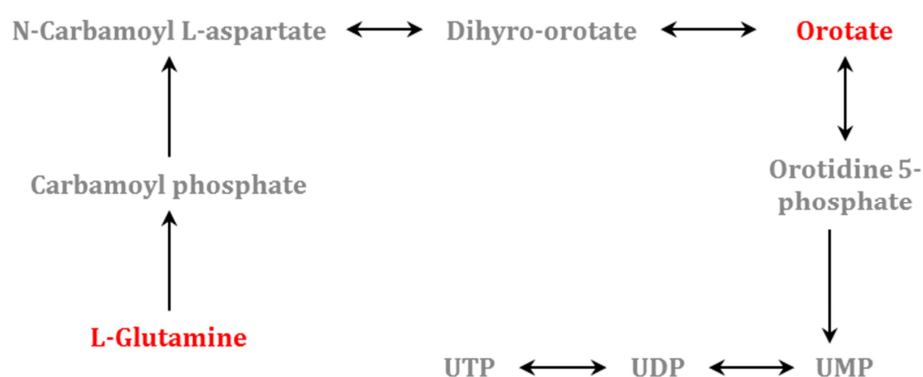 N-Carbamoyl L-aspartate
Dihyro-orotate
Orotate
Carbamoyl phosphate
Orotidine 5-
phosphate
L-Glutamine
UTP
UDP
UMP